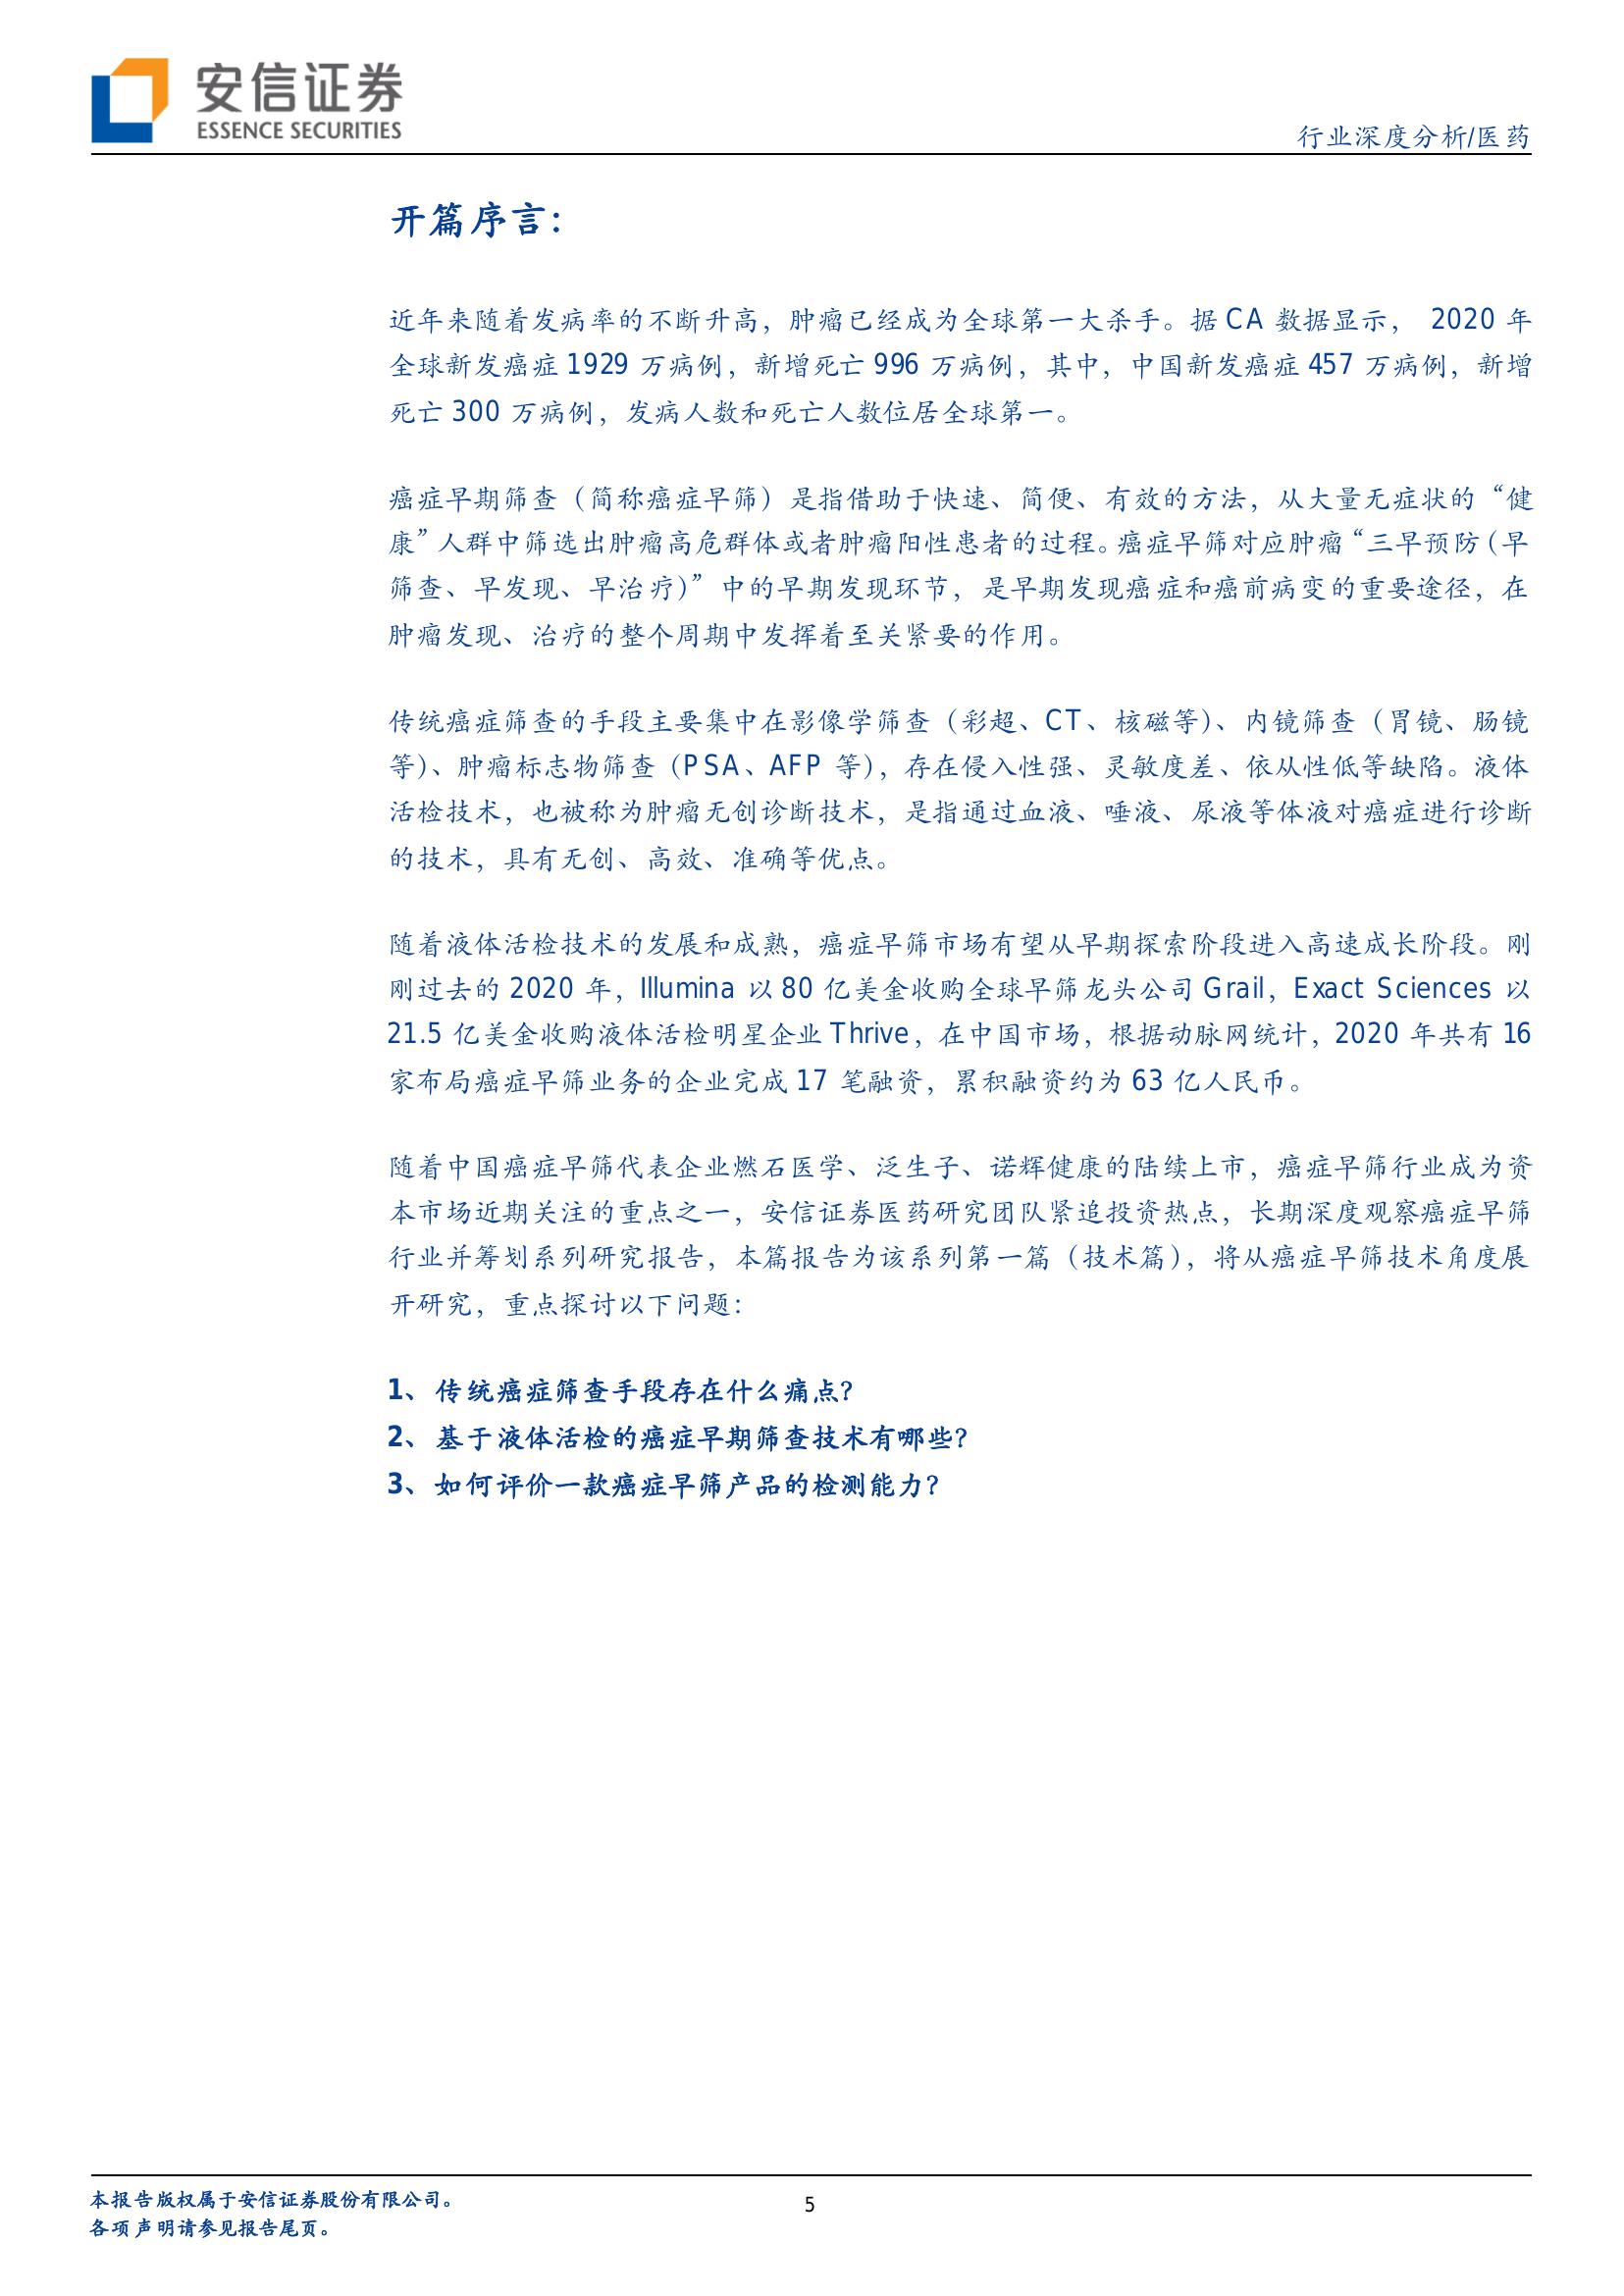 安信证券
ESSENCE SECURITIES
行业深度分析/医药
开篇序言：
近年来随着发病率的不断升高，肿瘤已经成为全球第一大杀手。据 CA 数据显示， 2020 年
全球新发癌症 1929 万病例，新增死亡 996 万病例，其中，中国新发癌症 457 万病例，新增
死亡 300 万病例，发病人数和死亡人数位居全球第一。
癌症早期筛查（简称癌症早筛）是指借助于快速、简便、有效的方法，从大量无症状的“健
康”人群中筛选出肿瘤高危群体或者肿瘤阳性患者的过程。癌症早筛对应肿瘤“三早预防（早
筛查、早发现、早治疗）”中的早期发现环节，是早期发现癌症和癌前病变的重要途径，在
肿瘤发现、治疗的整个周期中发挥着至关紧要的作用。
传统癌症筛查的手段主要集中在影像学筛查（彩超、CT、核磁等）、内镜筛查（胃镜、肠镜
等）、肿瘤标志物筛查（PSA、AFP 等），存在侵入性强、灵敏度差、依从性低等缺陷。液体
活检技术，也被称为肿瘤无创诊断技术，是指通过血液、唾液、尿液等体液对癌症进行诊断
的技术，具有无创、高效、准确等优点。
随着液体活检技术的发展和成熟，癌症早筛市场有望从早期探索阶段进入高速成长阶段。刚
刚过去的 2020 年，Illumina 以 80 亿美金收购全球早筛龙头公司 Grail，Exact Sciences 以
21.5 亿美金收购液体活检明星企业 Thrive，在中国市场，根据动脉网统计，2020 年共有 16
家布局癌症早筛业务的企业完成 17 笔融资，累积融资约为 63 亿人民币。
随着中国癌症早筛代表企业燃石医学、泛生子、诺辉健康的陆续上市，癌症早筛行业成为资
本市场近期关注的重点之一，安信证券医药研究团队紧追投资热点，长期深度观察癌症早筛
行业并筹划系列研究报告，本篇报告为该系列第一篇（技术篇），将从癌症早筛技术角度展
开研究，重点探讨以下问题：
1、传统癌症筛查手段存在什么痛点？
2、基于液体活检的癌症早期筛查技术有哪些？
3、如何评价一款癌症早筛产品的检测能力？
本报告版权属于安信证券股份有限公司。
各项声明请参见报告尾页。
5